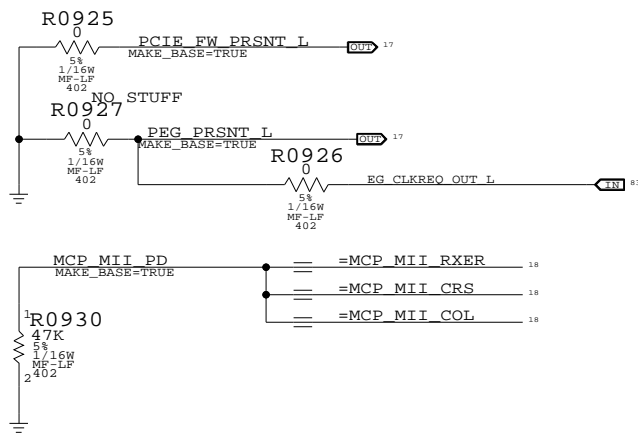 R0925
0
PCIE_FW_PRSNT_L
OUT 17
5%
MAKE_BASE=TRUE
1/16W
MF-LF
402
NO STUFF
R0927
0
PEG_PRSNT_L
OUT 17
5%
MAKE_BASE=TRUE
1/16W
MF-LF
402
R0926
0
EG_CLKREQ_OUT_L
IN 83
5%
1/16W
MF-LF
402
MCP_MII_PD
MAKE_BASE=TRUE
=MCP_MII_RXER 18
=MCP_MII_CRS 18
=MCP_MII_COL 18
1
R0930
47K
5%
1/16W
MF-LF
402
2